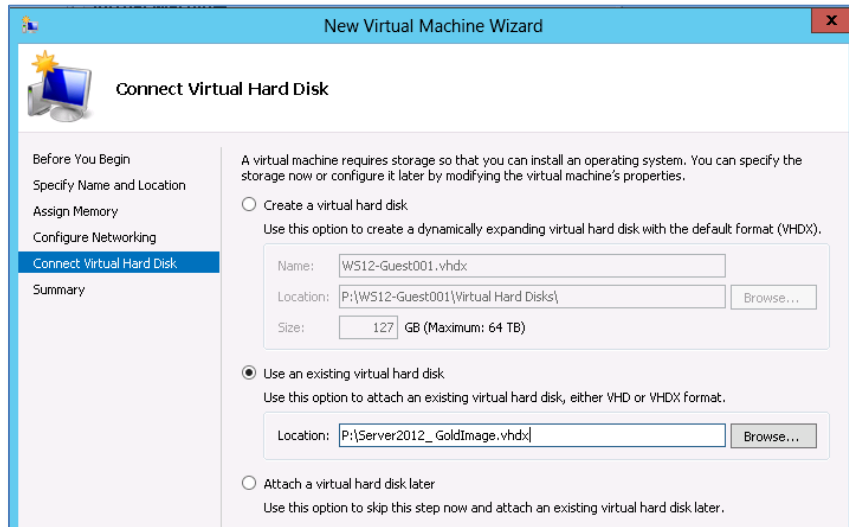 New Virtual Machine Wizard
x
Connect Virtual Hard Disk
Before You Begin
Specify Name and Location
Assign Memory
Configure Networking
Connect Virtual Hard Disk
Summary
A virtual machine requires storage so that you can install an operating system. You can specify the
storage now or configure it later by modifying the virtual machine's properties.
Create a virtual hard disk
Use this option to create a dynamically expanding virtual hard disk with the default format (VHDX).
Name: WS12-Guest001.vhdx
Location: P:\WS12-Guest001\Virtual Hard Disks\ Browse...
Size: 127 GB (Maximum: 64 TB)
Use an existing virtual hard disk
Use this option to attach an existing virtual hard disk, either VHD or VHDX format.
Location: P:\Server2012_ GoldImage.vhdx Browse...
Attach a virtual hard disk later
Use this option to skip this step now and attach an existing virtual hard disk later.